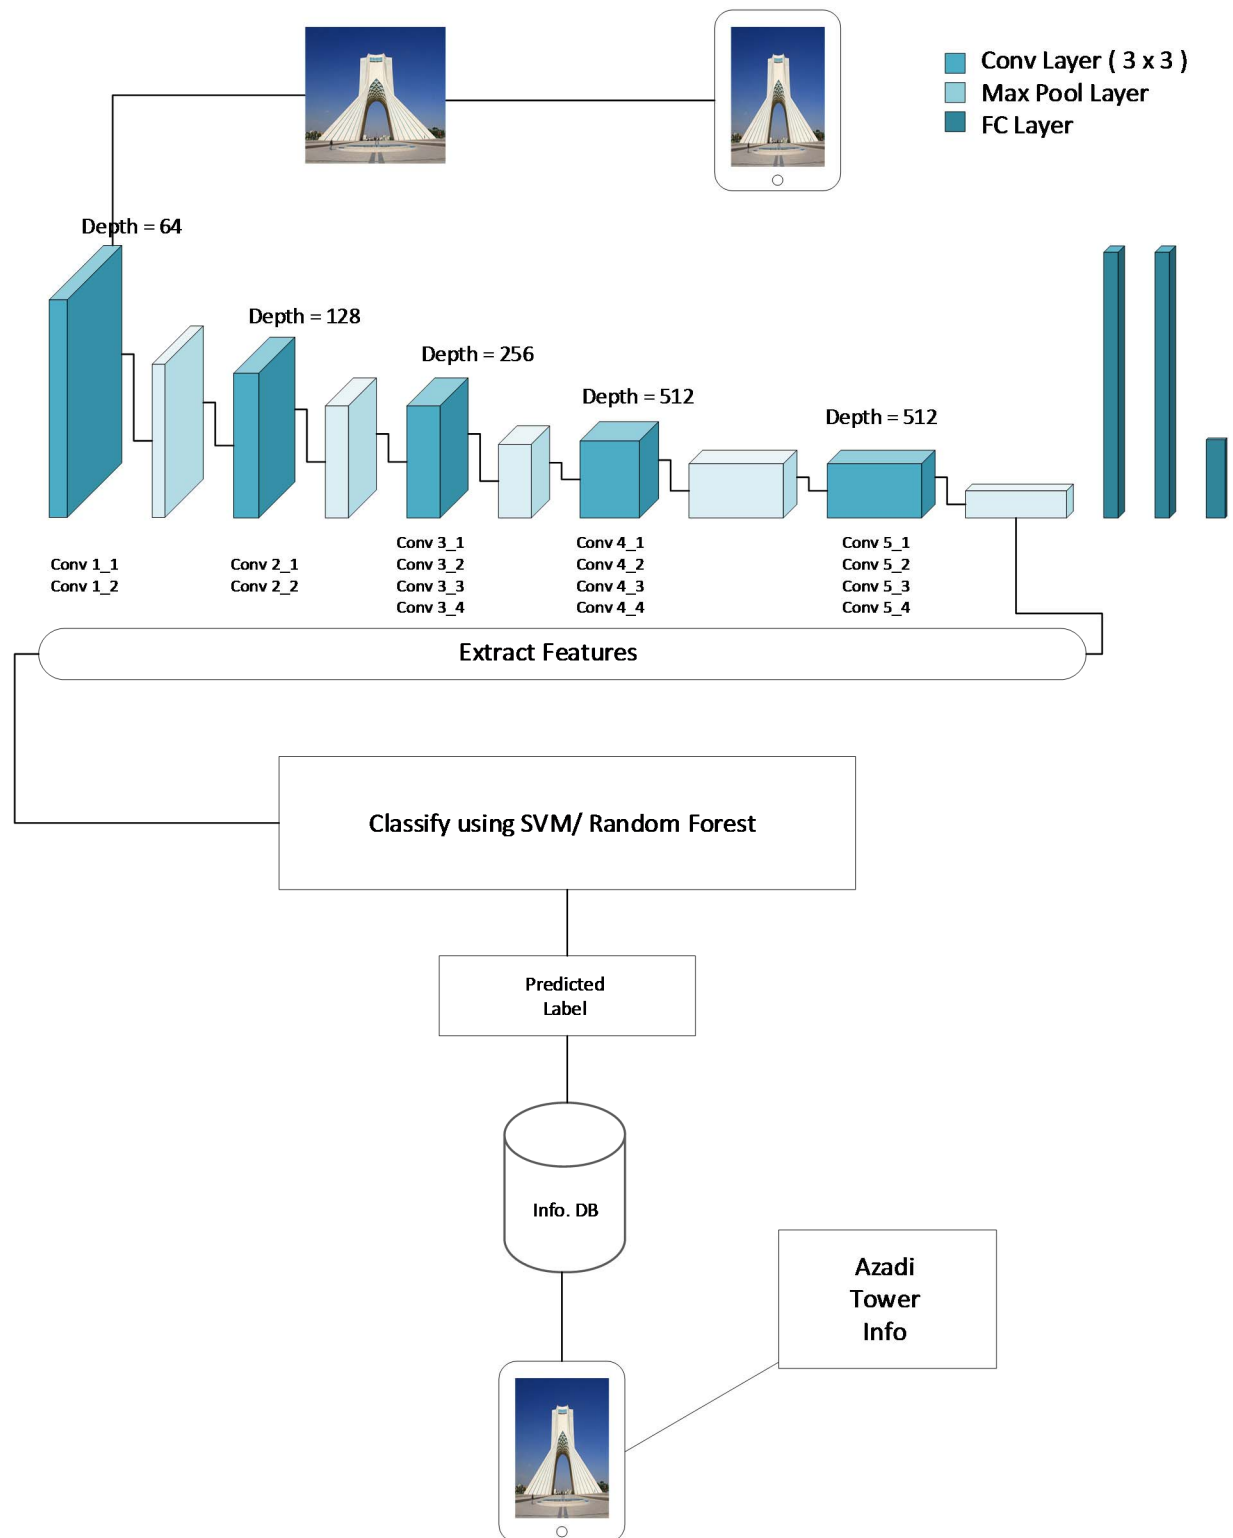 Conv Layer ( 3 x 3 )
Max Pool Layer
FC Layer
Depth = 64
Depth = 128
Depth = 256
Depth = 512
Depth = 512
Conv 1_1
Conv 1_2
Conv 2_1
Conv 2_2
Conv 3_1
Conv 3_2
Conv 3_3
Conv 3_4
Conv 4_1
Conv 4_2
Conv 4_3
Conv 4_4
Conv 5_1
Conv 5_2
Conv 5_3
Conv 5_4
Extract Features
Classify using SVM/ Random Forest
Predicted
Label
Info. DB
Azadi
Tower
Info